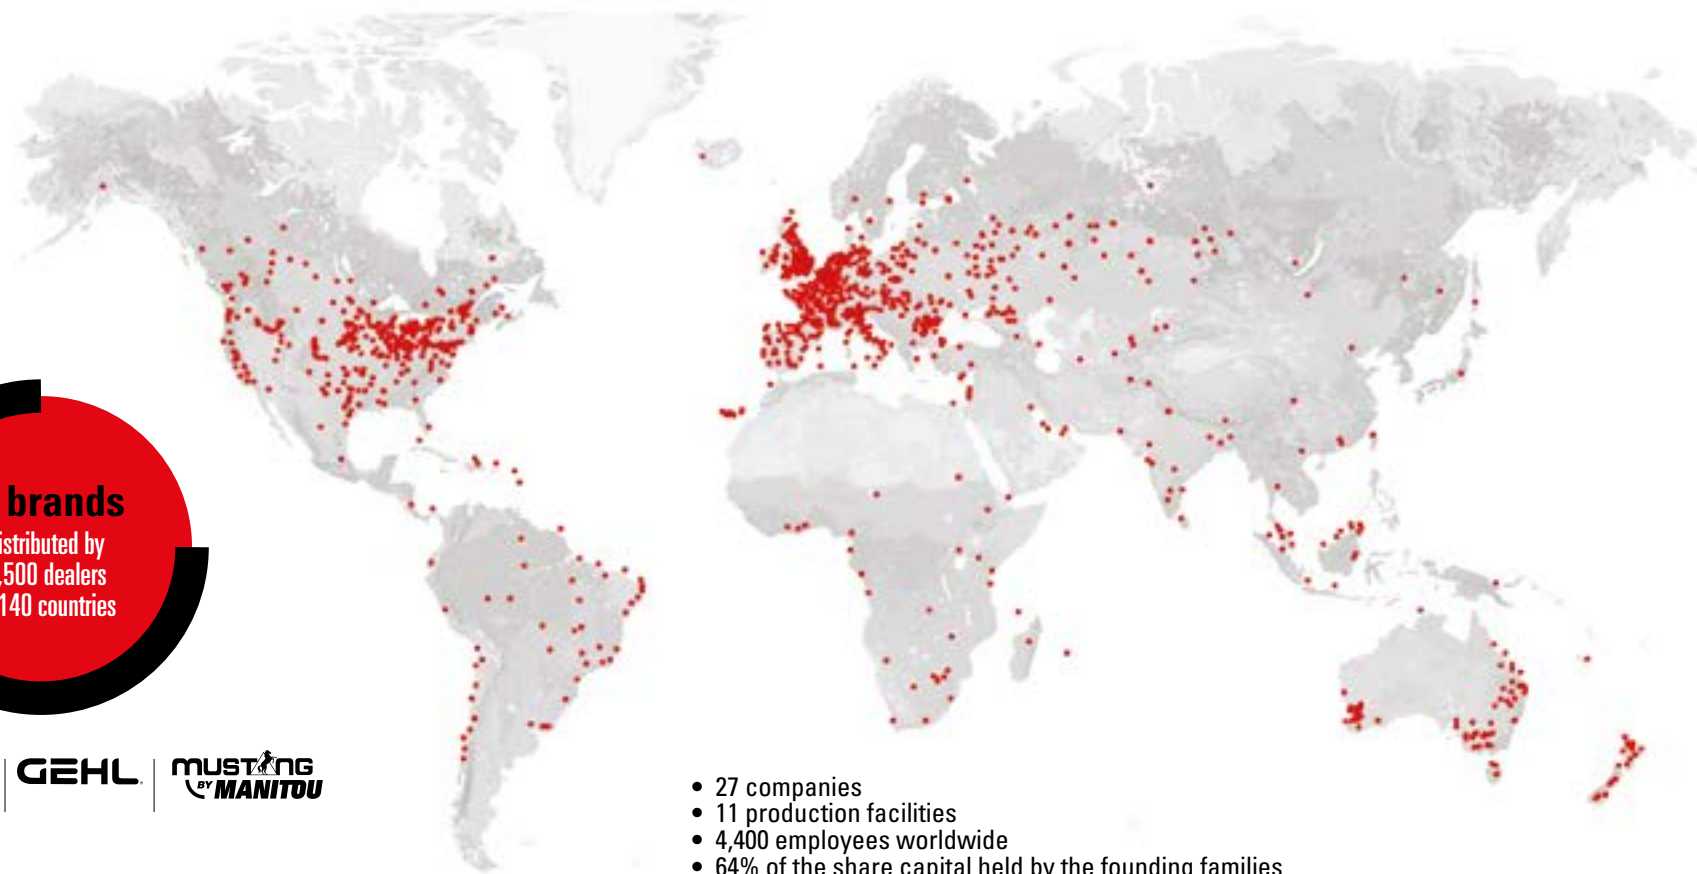 brands
istributed by
,500 dealers
140 countries
GEHL
MUSTANG
BY MANITOU
• 27 companies
• 11 production facilities
• 4,400 employees worldwide
• 64% of the share capital held by the founding families